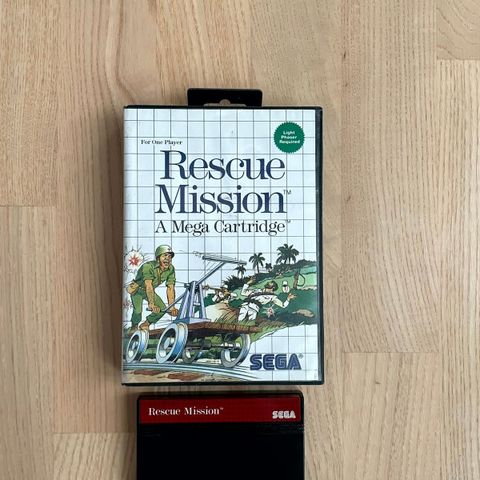 For One Player
Light
Phaser
Required
Rescue
Mission™
A Mega Cartridge™
SEGA
Rescue Mission™
SEGA